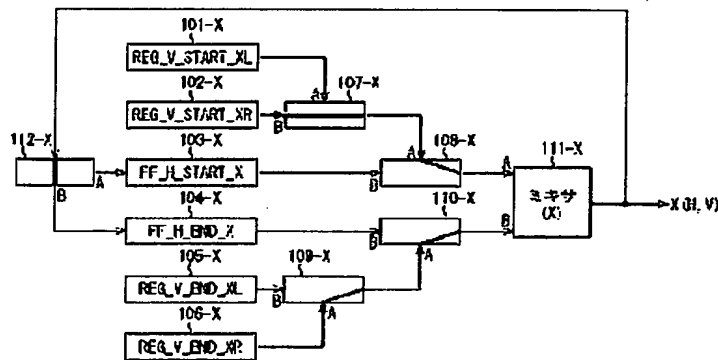 101-X
REG_V_START_XL
102-X
107-X
A
REG_V_START_XR
B
112-X
103-X
108-X
A
111-X
A
B
FF_H_START_X
B
A
ミキサ
(X)
X(H, V)
104-X
110-X
FF_H_END_X
B
A
B
105-X
109-X
REG_V_END_XL
B
A
106-X
REG_V_END_XR